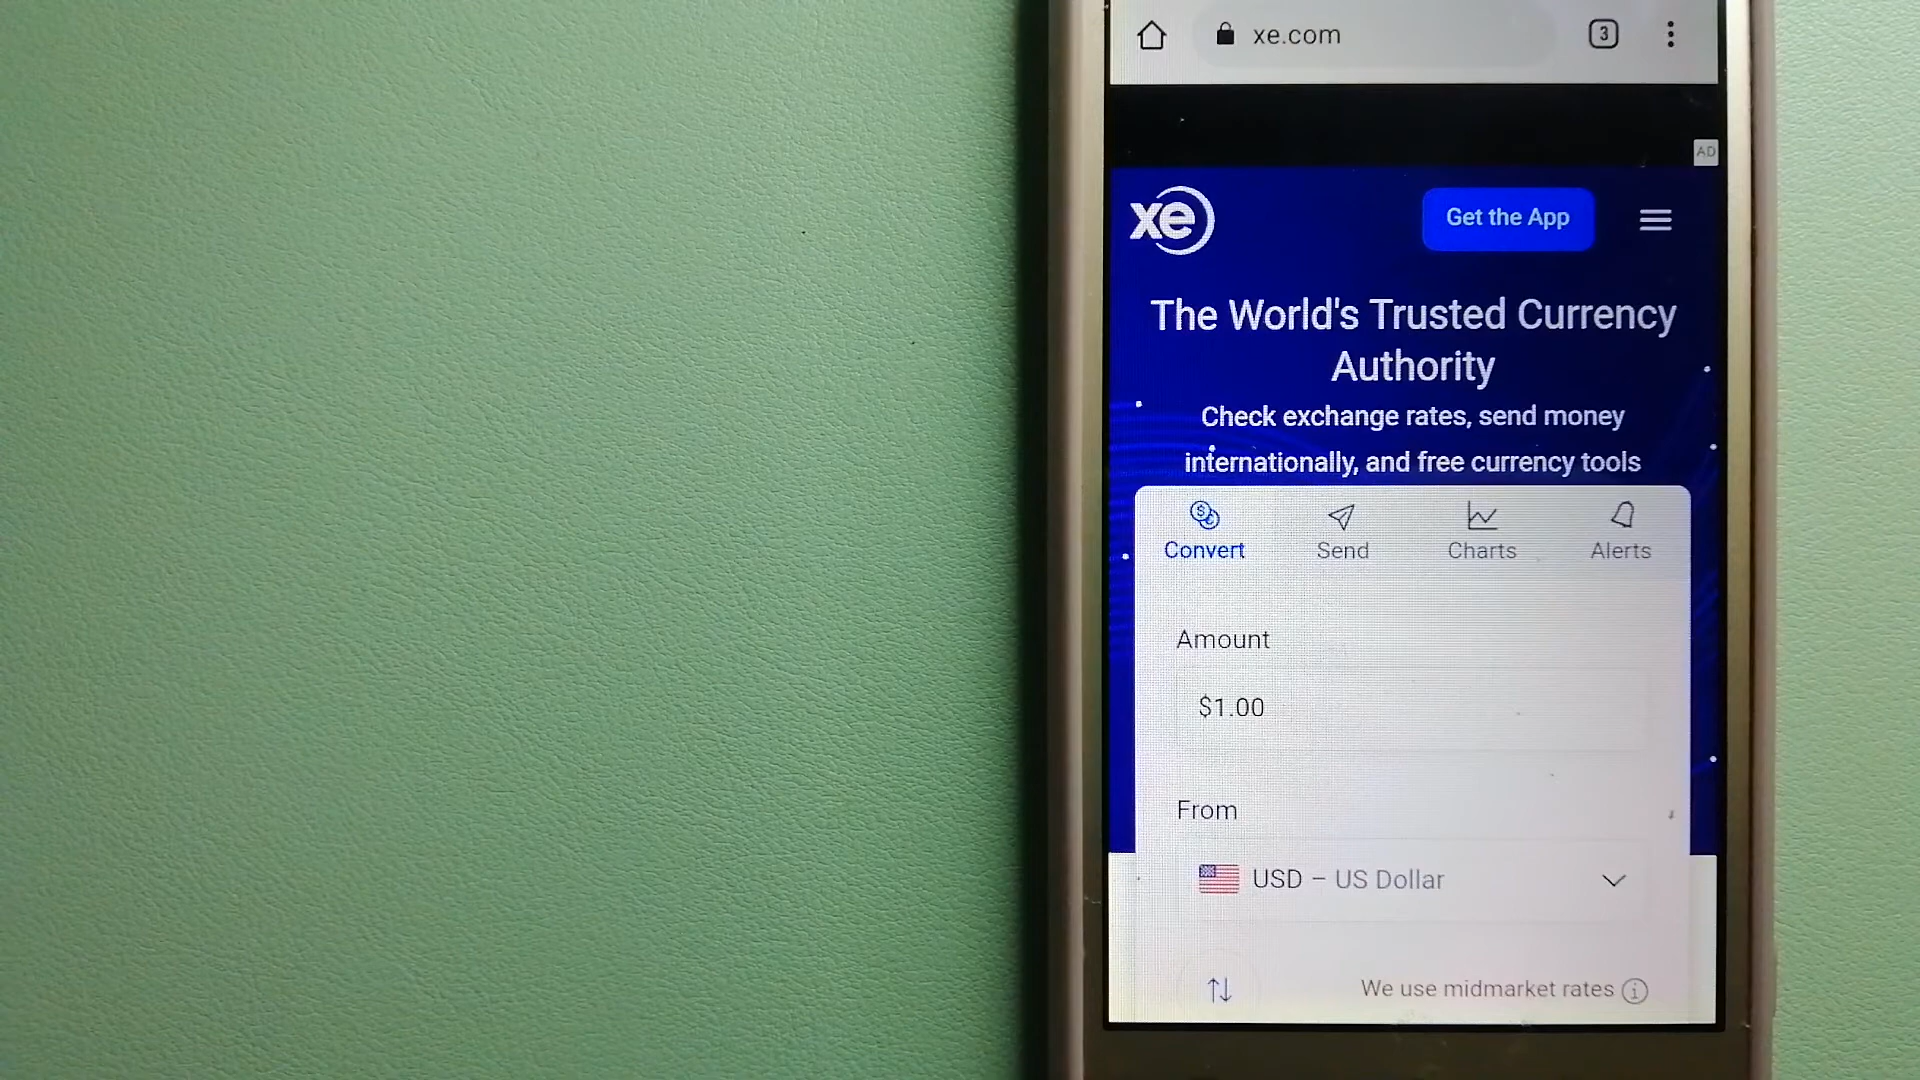 xe.com
3
AD
xe
Get the App
The World's Trusted Currency
Authority
Check exchange rates, send money
internationally, and free currency tools
Convert
Send
Charts
Alerts
Amount
$1.00
From
USD – US Dollar
We use midmarket rates